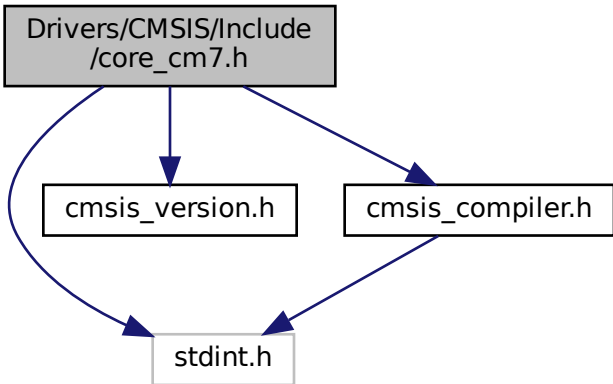 Drivers/CMSIS/Include
/core_cm7.h
cmsis_version.h
cmsis_compiler.h
stdint.h